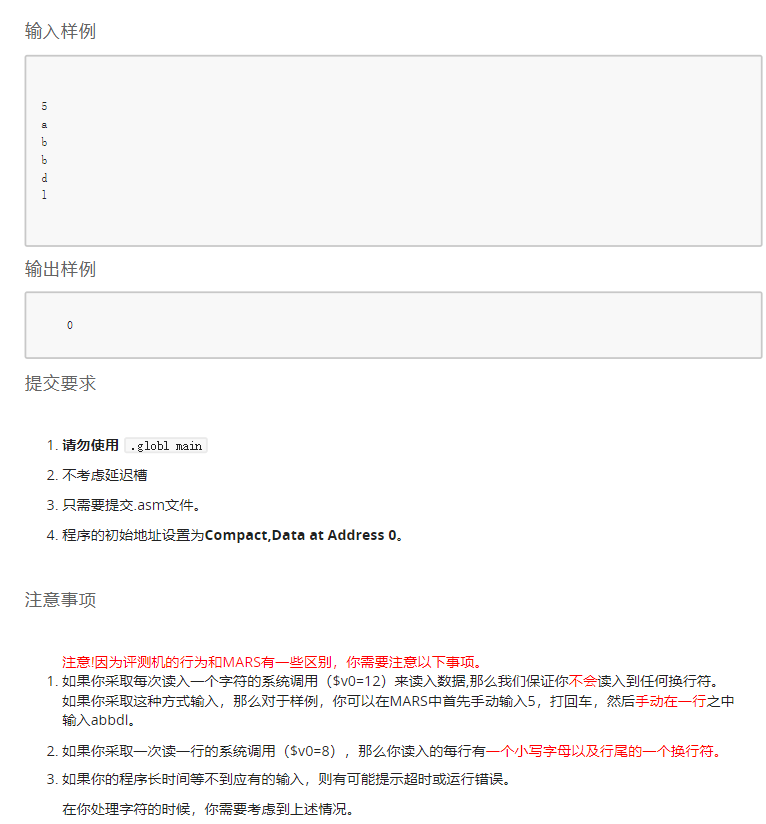 输入样例
5
a
b
b
d
l
输出样例
0
提交要求
1. 请勿使用 .globl main
2. 不考虑延迟槽
3. 只需要提交.asm文件。
4. 程序的初始地址设置为Compact,Data at Address 0。
注意事项
注意!因为评测机的行为和MARS有一些区别，你需要注意以下事项。
1. 如果你采取每次读入一个字符的系统调用（$v0=12）来读入数据,那么我们保证你不会读入到任何换行符。
如果你采取这种方式输入，那么对于样例，你可以在MARS中首先手动输入5，打回车，然后手动在一行之中
输入abbdl。
2. 如果你采取一次读一行的系统调用（$v0=8），那么你读入的每行有一个小写字母以及行尾的一个换行符。
3. 如果你的程序长时间等不到应有的输入，则有可能提示超时或运行错误。
在你处理字符的时候，你需要考虑到上述情况。